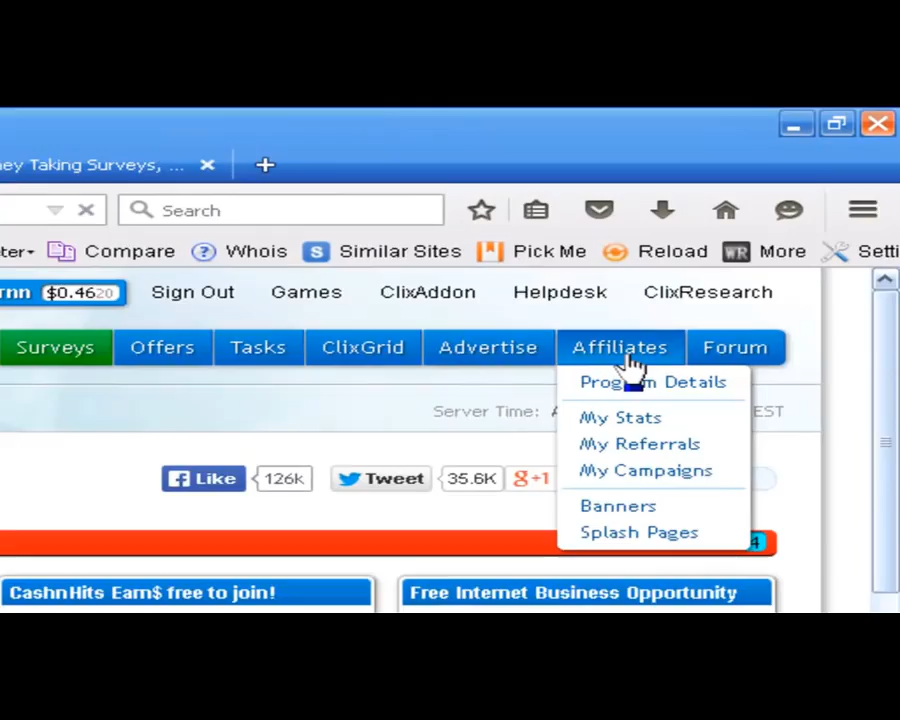 ney Taking Surveys, ...
Search
ter Compare Whois S Similar Sites Pick Me Reload WR More Setti
rnn $0.4620 Sign Out Games ClixAddon Helpdesk ClixResearch
Surveys Offers Tasks ClixGrid Advertise Affiliates Forum
Details
Server Time: EST
My Stats
My Referrals
My Campaigns
Like 126k Tweet 35.6K g+1
Banners
Splash Pages
4
CashnHits Earn$ free to join! Free Internet Business Opportunity